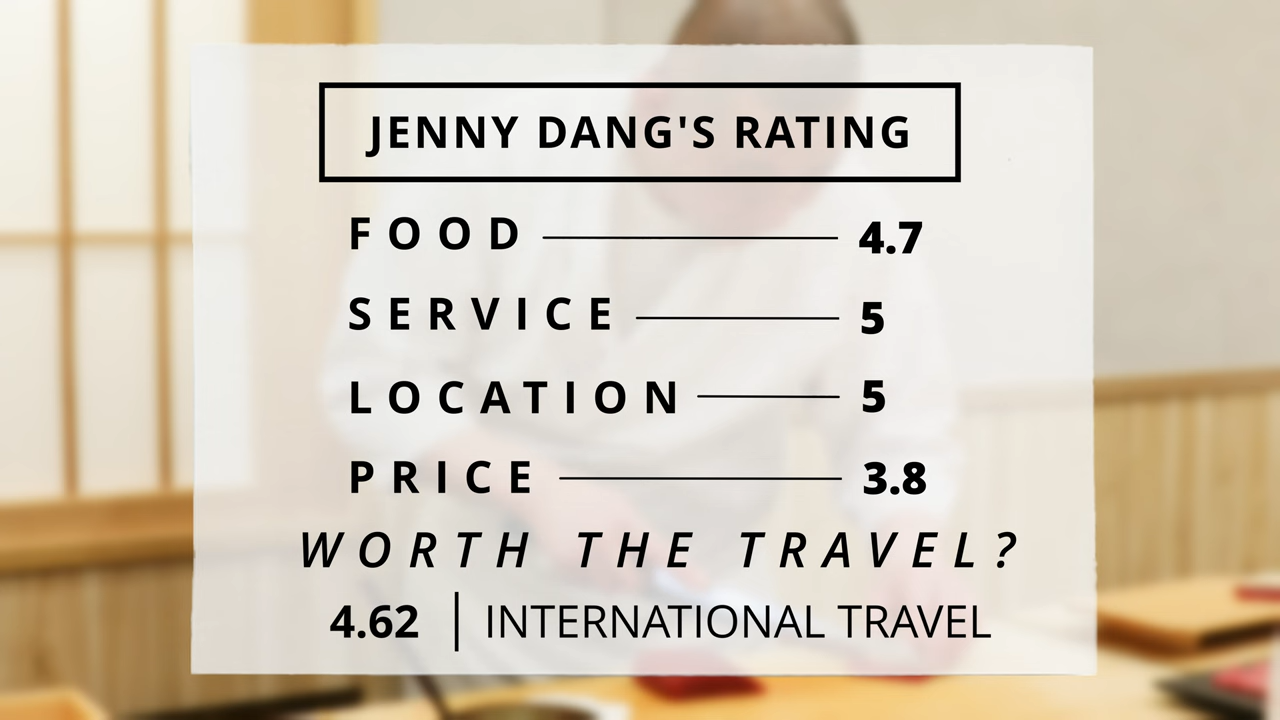 JENNY DANG'S RATING
FOOD 4.7
SERVICE 5
LOCATION 5
PRICE 3.8
WORTH THE TRAVEL?
4.62 | INTERNATIONAL TRAVEL